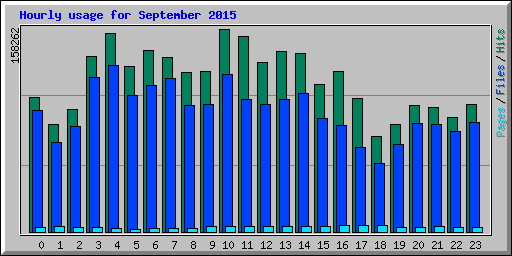 Hourly usage for September 2015
158262
Pages/Files/Hits
0 1 2 3 4 5 6 7 8 9 10 11 12 13 14 15 16 17 18 19 20 21 22 23